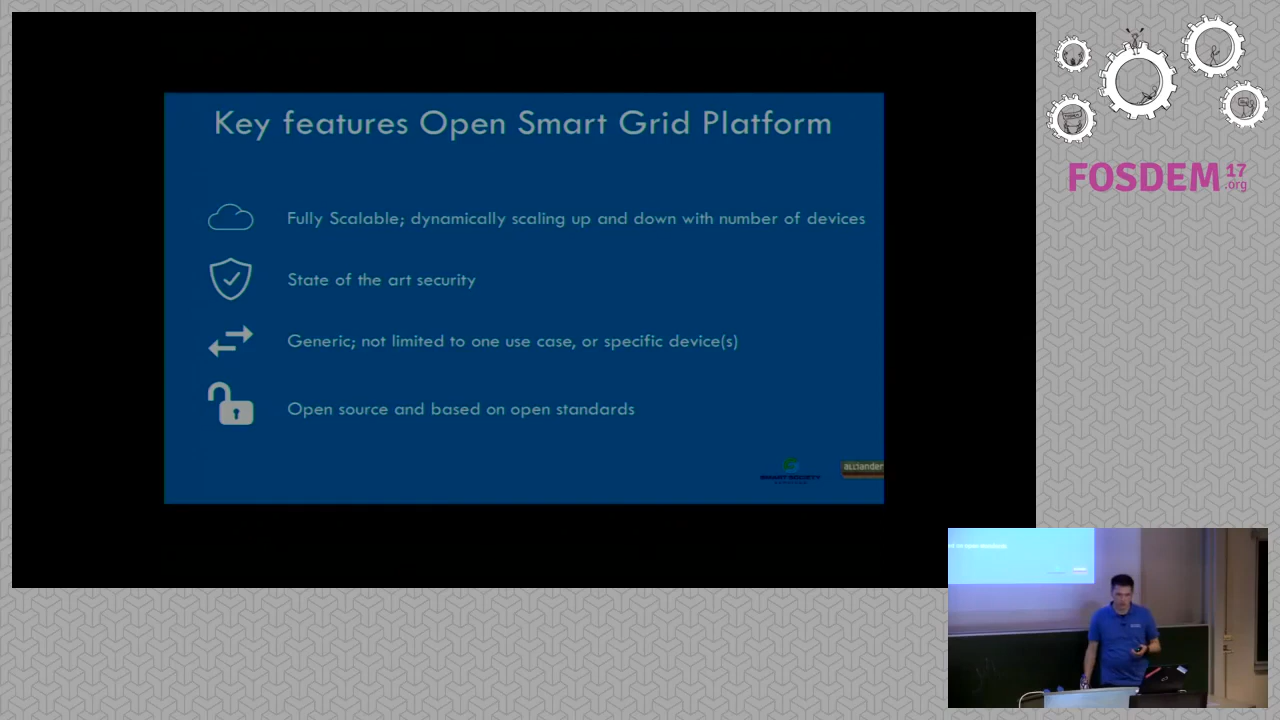 Key features Open Smart Grid Platform
Fully Scalable; dynamically scaling up and down with number of devices
State of the art security
Generic; not limited to one use case, or specific device(s)
Open source and based on open standards
SMART SOCIETY
alliander
FOSDEM 17
.org